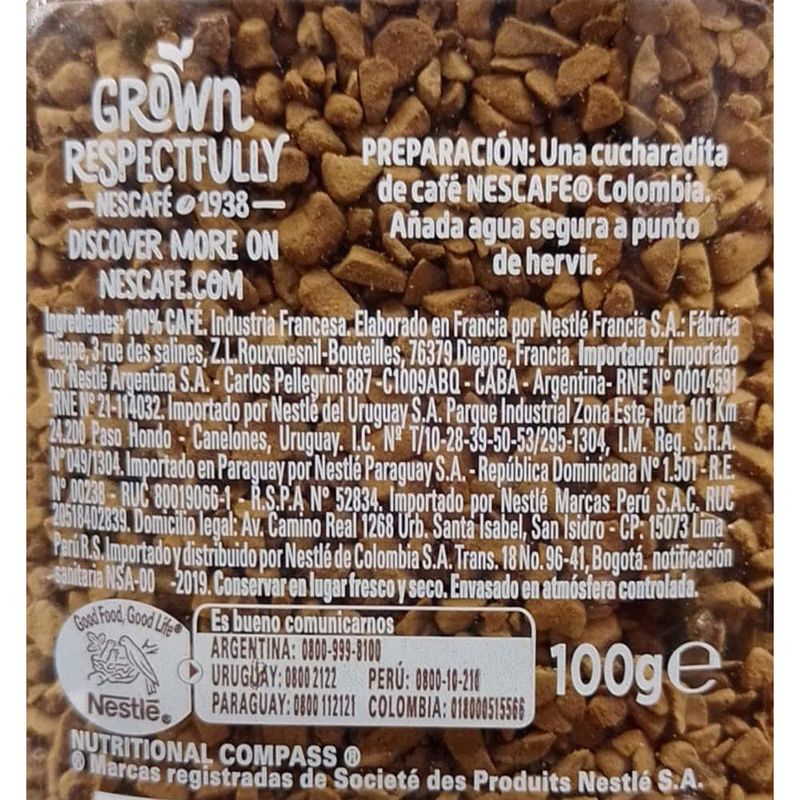 GROWN
RESPECTFULLY
NESCAFÉ 1938
DISCOVER MORE ON
NESCAFE.COM
PREPARACIÓN: Una cucharadita
de café NESCAFE® Colombia.
Añada agua segura a punto
de hervir.
Ingredientes: 100% CAFÉ. Industria Francesa. Elaborado en Francia por Nestlé Francia S.A.: Fábrica
Dieppe, 3 rue des salines, Z.L.Rouxmesnil-Bouteilles, 76379 Dieppe, Francia. Importador: Importado
por Nestlé Argentina S.A. - Carlos Pellegrini 887 -C1009ABQ - CABA - Argentina- RNE N° 00014591
-RNE N° 21-114032. Importado por Nestlé del Uruguay S.A. Parque Industrial Zona Este, Ruta 101 Km
24.200 Paso Hondo - Canelones, Uruguay. I.C. Nº T/10-28-39-50-53/295-1304, I.M. Reg. S.R.A.
N°049/1304. Importado en Paraguay por Nestlé Paraguay S.A. - República Dominicana N° 1.501 - R.E.
N° 00238 - RUC 80019066-1 - R.S.P.A N° 52834. Importado por Nestlé Marcas Perú S.A.C. RUC
20518402839. Domicilio legal: Av. Camino Real 1268 Urb. Santa Isabel, San Isidro - CP: 15073 Lima
Perú R.S. Importado y distribuido por Nestlé de Colombia S.A. Trans. 18 No. 96-41, Bogotá. notificación
sanitaria NSA-00 -2019. Conservar en lugar fresco y seco. Envasado en atmósfera controlada.
Good Food, Good Life®
Nestlé®
Es bueno comunicarnos
ARGENTINA: 0800-999-8100
URUGUAY: 0800 2122 PERÚ: 0800-10-210
PARAGUAY: 0800 112121 COLOMBIA: 018000515566
100g e
NUTRITIONAL COMPASS ®
® Marcas registradas de Societé des Produits Nestlé S.A.